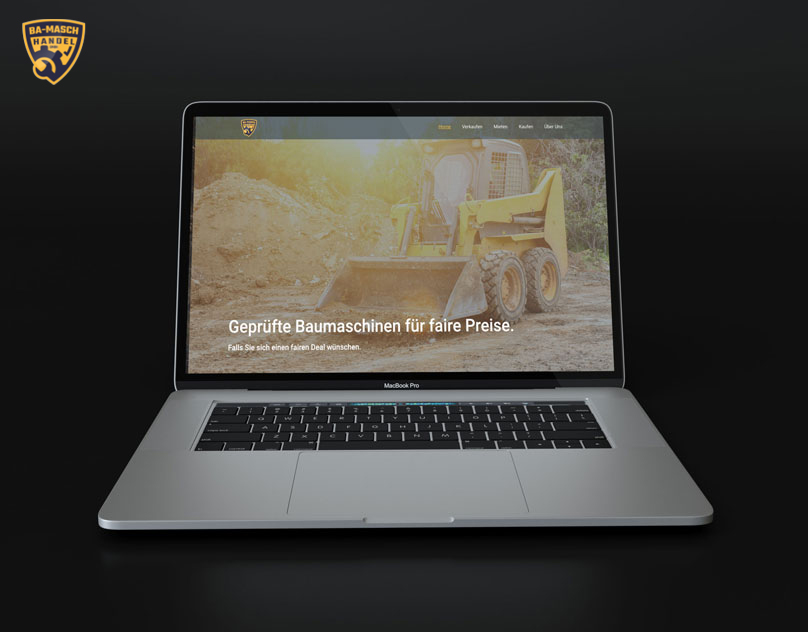 BA-MASCH
HANDEL
Home Verkaufen Mieten Kaufen Über Uns
Geprüfte Baumaschinen für faire Preise.
Falls Sie sich einen fairen Deal wünschen.
MacBook Pro